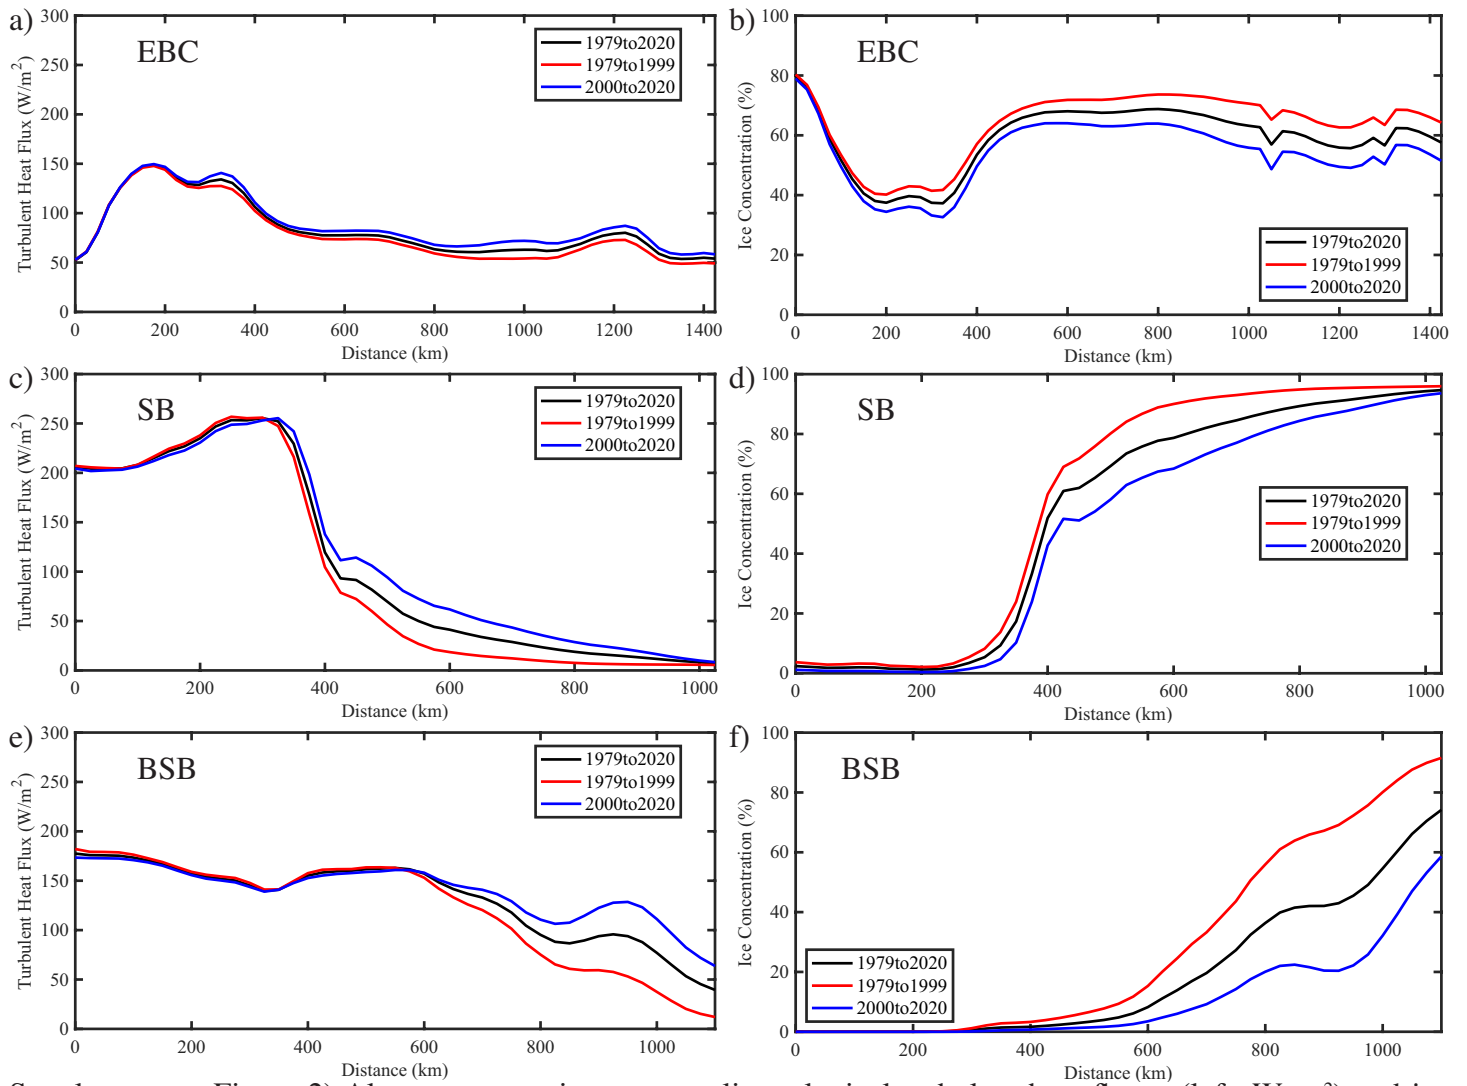 a)
EBC
Turbulent Heat Flux (W/m²)
300
250
200
150
100
50
0
1979to2020
1979to1999
2000to2020
0 200 400 600 800 1000 1200 1400
Distance (km)
b)
EBC
Ice Concentration (%)
100
80
60
40
20
0
1979to2020
1979to1999
2000to2020
0 200 400 600 800 1000 1200 1400
Distance (km)
c)
SB
Turbulent Heat Flux (W/m²)
300
250
200
150
100
50
0
1979to2020
1979to1999
2000to2020
0 200 400 600 800 1000
Distance (km)
d)
SB
Ice Concentration (%)
100
80
60
40
20
0
1979to2020
1979to1999
2000to2020
0 200 400 600 800 1000
Distance (km)
e)
BSB
Turbulent Heat Flux (W/m²)
300
250
200
150
100
50
0
1979to2020
1979to1999
2000to2020
0 200 400 600 800 1000
Distance (km)
f)
BSB
Ice Concentration (%)
100
80
60
40
20
0
1979to2020
1979to1999
2000to2020
0 200 400 600 800 1000
Distance (km)